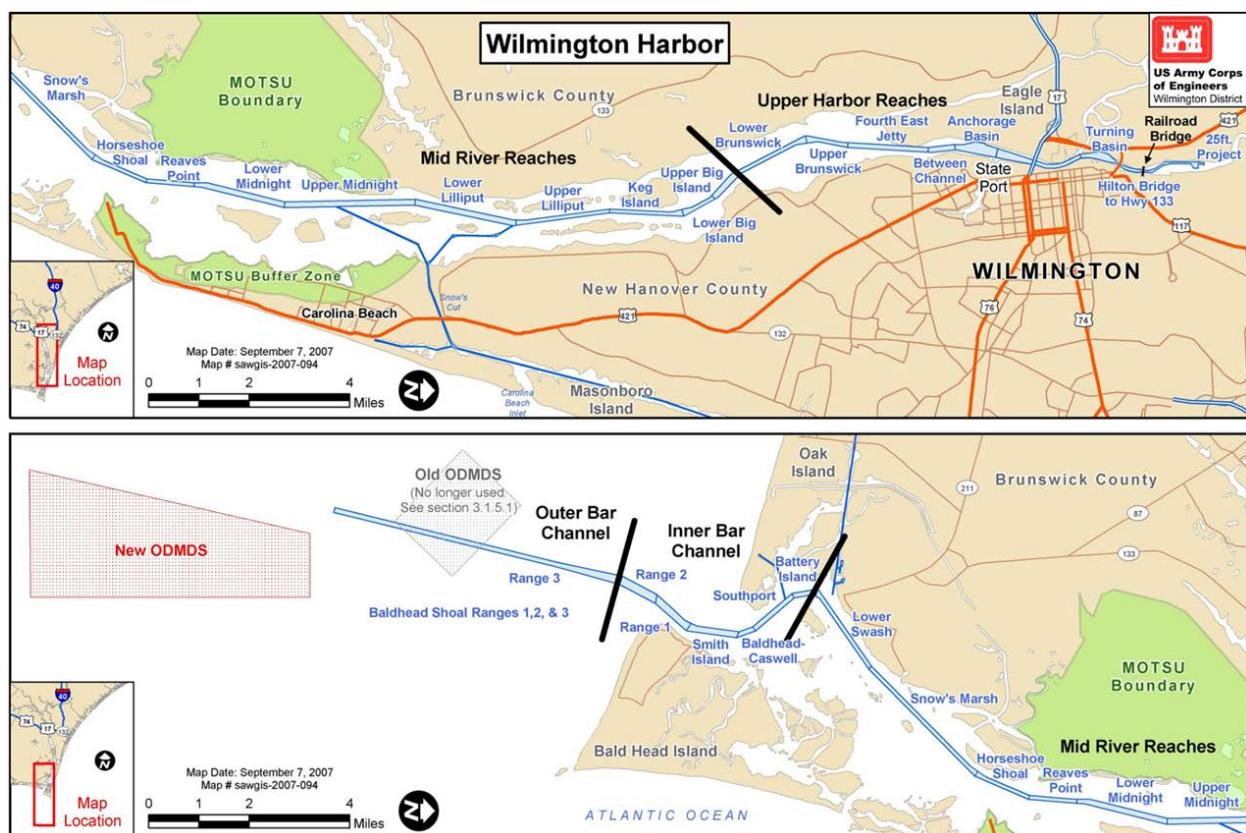 Wilmington Harbor
US Army Corps
of Engineers
Wilmington District
Snow's
Marsh
MOTSU
Boundary
Brunswick County
133
Horseshoe
Shoal
Reaves
Point
Lower
Midnight
Upper Midnight
Mid River Reaches
Lower
Lilliput
Upper
Lilliput
Keg
Island
Upper Big
Island
Lower Big
Island
Lower
Brunswick
Upper Harbor Reaches
Upper
Brunswick
Fourth East
Jetty
Between
Channel
Anchorage
Basin
Eagle
Island
17
State
Port
Turning
Basin
Railroad
Bridge
421
25ft.
Project
Hilton Bridge
to Hwy 133
117
WILMINGTON
76
74
132
New Hanover County
421
MOTSU Buffer Zone
Carolina Beach
Snow's
Cut
Carolina
Beach
Inlet
Masonboro
Island
40
74
17
132
N
Map
Location
Map Date: September 7, 2007
Map # sawgis-2007-094
0 2 4
Miles
N
New ODMDS
Old ODMDS
(No longer used
See section 3.1.5.1)
Outer Bar
Channel
Inner Bar
Channel
Range 3
Range 2
Range 1
Baldhead Shoal Ranges 1,2, & 3
Smith
Island
Baldhead-
Caswell
Southport
Battery
Island
Oak
Island
Lower
Swash
Brunswick County
211
87
133
Snow's Marsh
MOTSU
Boundary
Mid River Reaches
Horseshoe
Shoal
Reaves
Point
Lower
Midnight
Upper
Midnight
Bald Head Island
ATLANTIC OCEAN
40
74
17
132
N
Map
Location
Map Date: September 7, 2007
Map # sawgis-2007-094
0 2 4
Miles
N